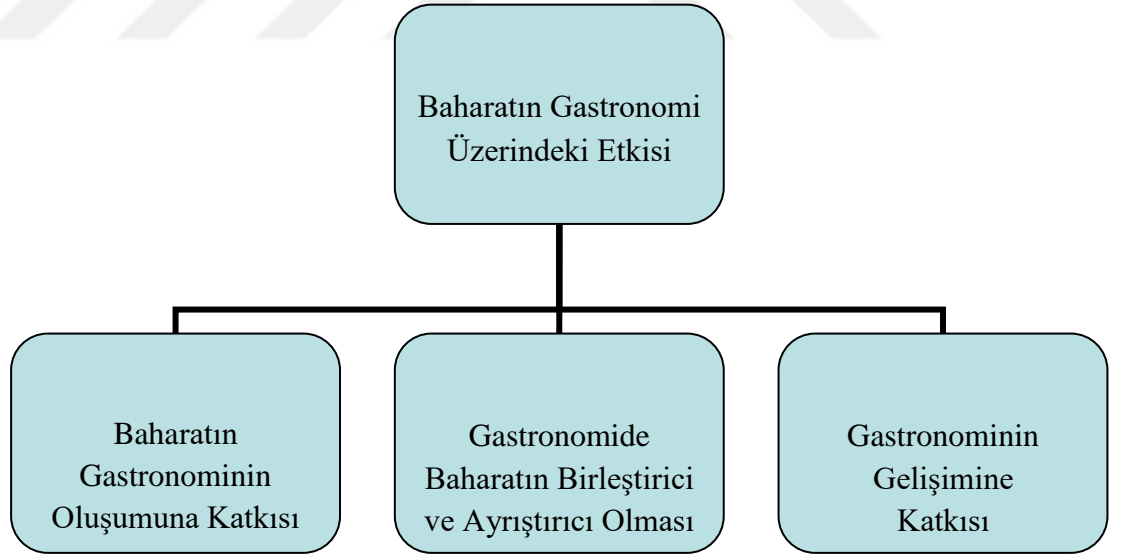 Baharatın Gastronomi
Üzerindeki Etkisi
Baharatın
Gastronominin
Oluşumuna Katkısı
Gastronomide
Baharatın Birleştirici
ve Ayrıştırıcı Olması
Gastronominin
Gelişimine
Katkısı